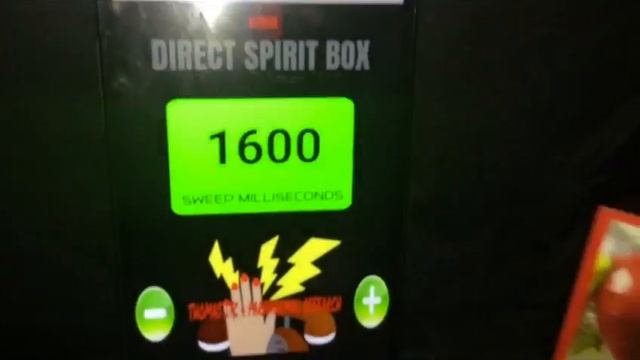 DIRECT SPIRIT BOX
1600
SWEEP MILLISECONDS
-
+